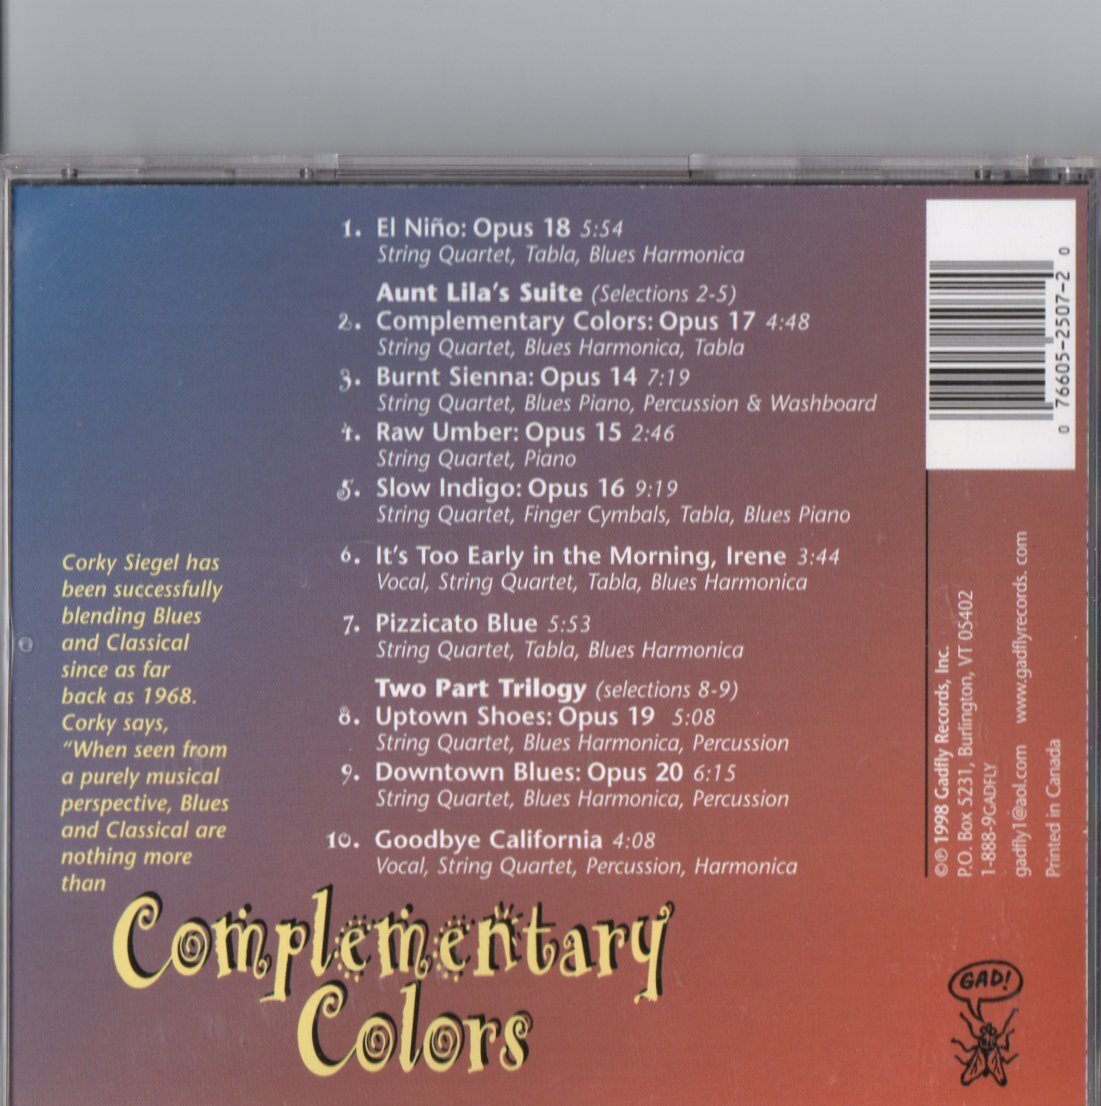 1. El Niño: Opus 18 5:54
String Quartet, Tabla, Blues Harmonica
Aunt Lila's Suite (Selections 2-5)
2. Complementary Colors: Opus 17 4:48
String Quartet, Blues Harmonica, Tabla
3. Burnt Sienna: Opus 14 7:19
String Quartet, Blues Piano, Percussion & Washboard
4. Raw Umber: Opus 15 2:46
String Quartet, Piano
5. Slow Indigo: Opus 16 9:19
String Quartet, Finger Cymbals, Tabla, Blues Piano
6. It's Too Early in the Morning, Irene 3:44
Vocal, String Quartet, Tabla, Blues Harmonica
7. Pizzicato Blue 5:53
String Quartet, Tabla, Blues Harmonica
Two Part Trilogy (selections 8-9)
8. Uptown Shoes: Opus 19 5:08
String Quartet, Blues Harmonica, Percussion
9. Downtown Blues: Opus 20 6:15
String Quartet, Blues Harmonica, Percussion
10. Goodbye California 4:08
Vocal, String Quartet, Percussion, Harmonica
Corky Siegel has
been successfully
blending Blues
and Classical
since as far
back as 1968.
Corky says,
"When seen from
a purely musical
perspective, Blues
and Classical are
nothing more
than
Complementary
Colors
0 76605-2507-2 0
©℗ 1998 Gadfly Records, Inc.
P.O. Box 5231, Burlington, VT 05402
1-888-9GADFLY
gadfly1@aol.com www.gadflyrecords. com
Printed in Canada
GAD!